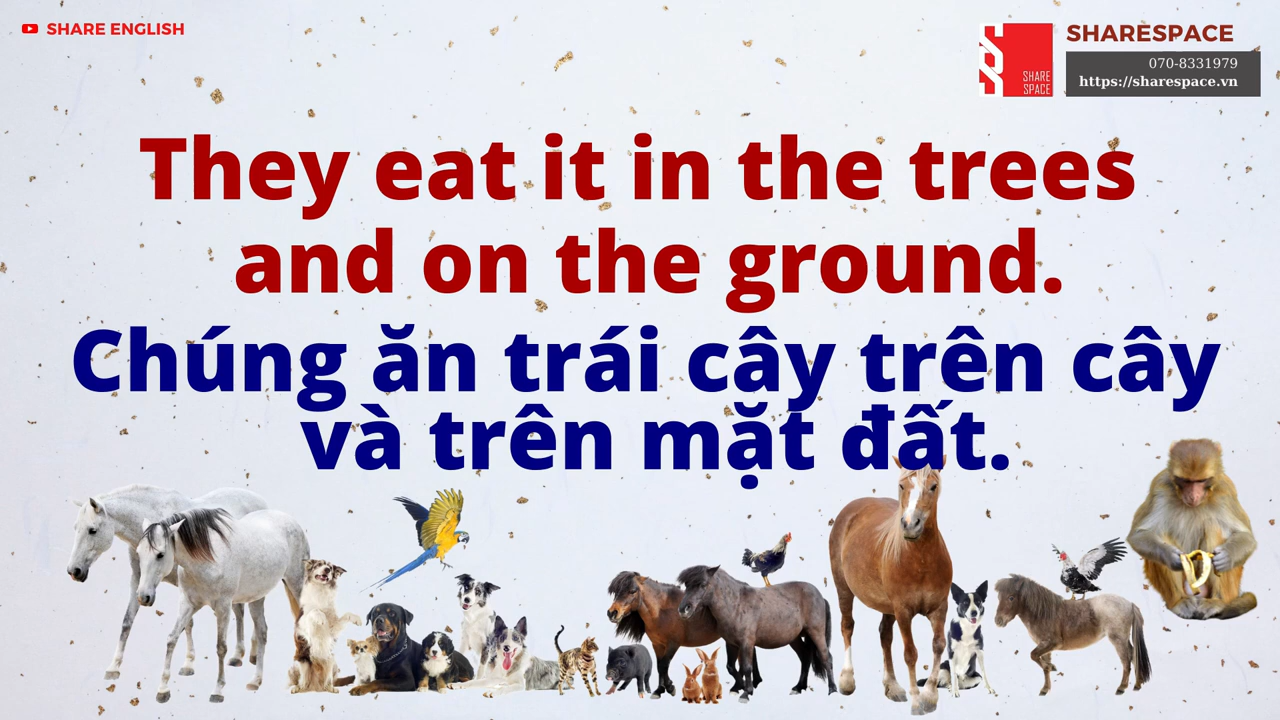 SHARE ENGLISH
SHARESPACE
SHARE
SPACE
070-8331979
https://sharespace.vn
They eat it in the trees
and on the ground.
Chúng ăn trái cây trên cây
và trên mặt đất.